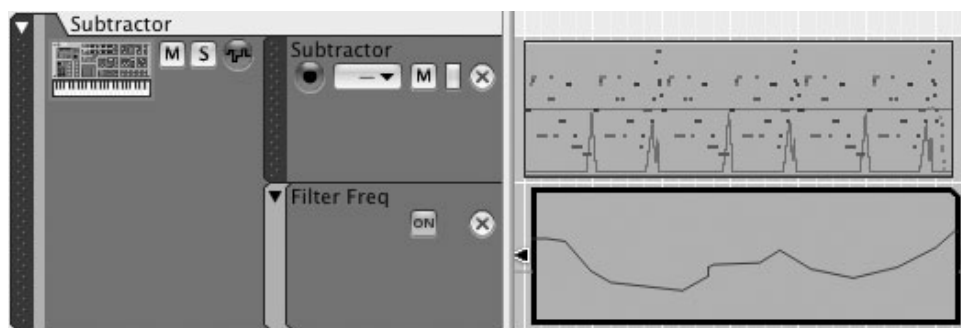 Subtractor
M S
Subtractor
M
Filter Freq
ON